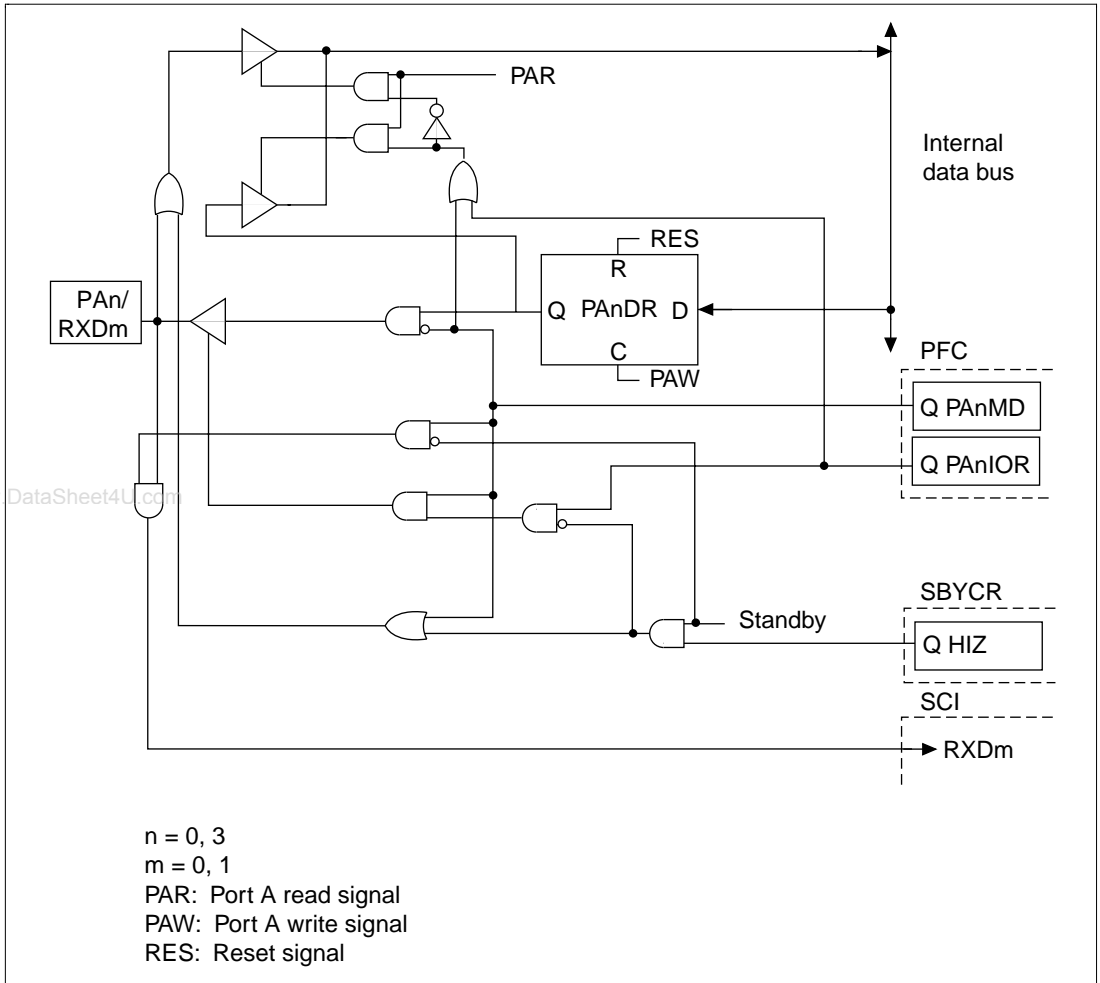 PAR
Internal
data bus
RES
R
PAn/
RXDm
Q PAnDR D
C
PAW
PFC
Q PAnMD
Q PAnIOR
DataSheet4U.com
SBYCR
Standby
Q HIZ
SCI
RXDm
n = 0, 3
m = 0, 1
PAR: Port A read signal
PAW: Port A write signal
RES: Reset signal